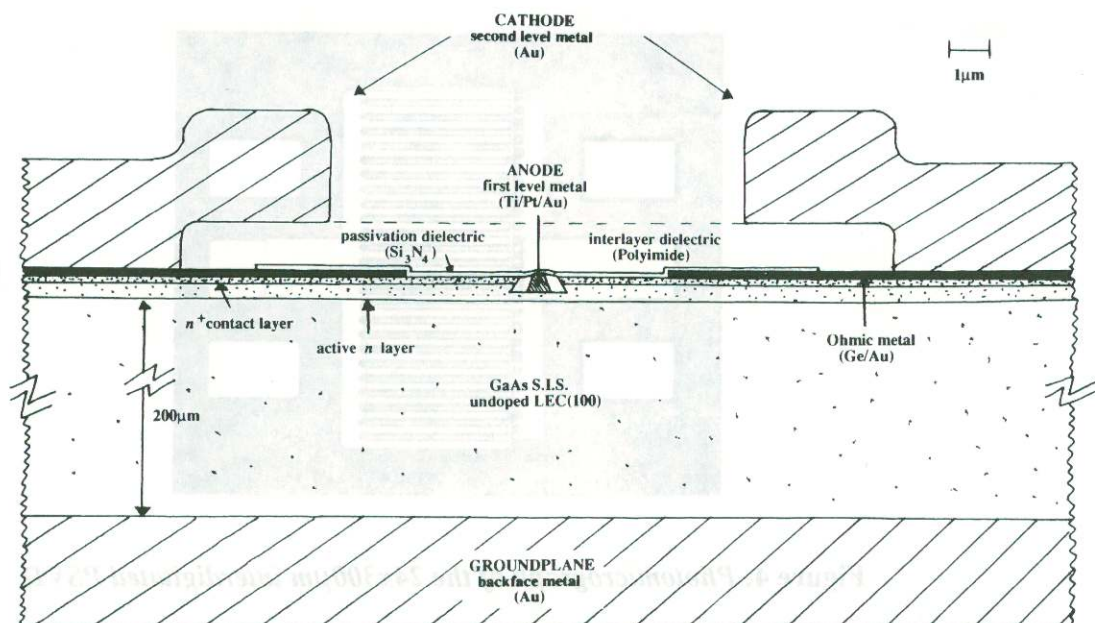 CATHODE
second level metal
(Au)
1μm
ANODE
first level metal
(Ti/Pt/Au)
passivation dielectric
(Si₃N₄)
interlayer dielectric
(Polyimide)
n⁺contact layer
active n layer
Ohmic metal
(Ge/Au)
GaAs S.I.S.
undoped LEC(100)
200μm
GROUNDPLANE
backface metal
(Au)